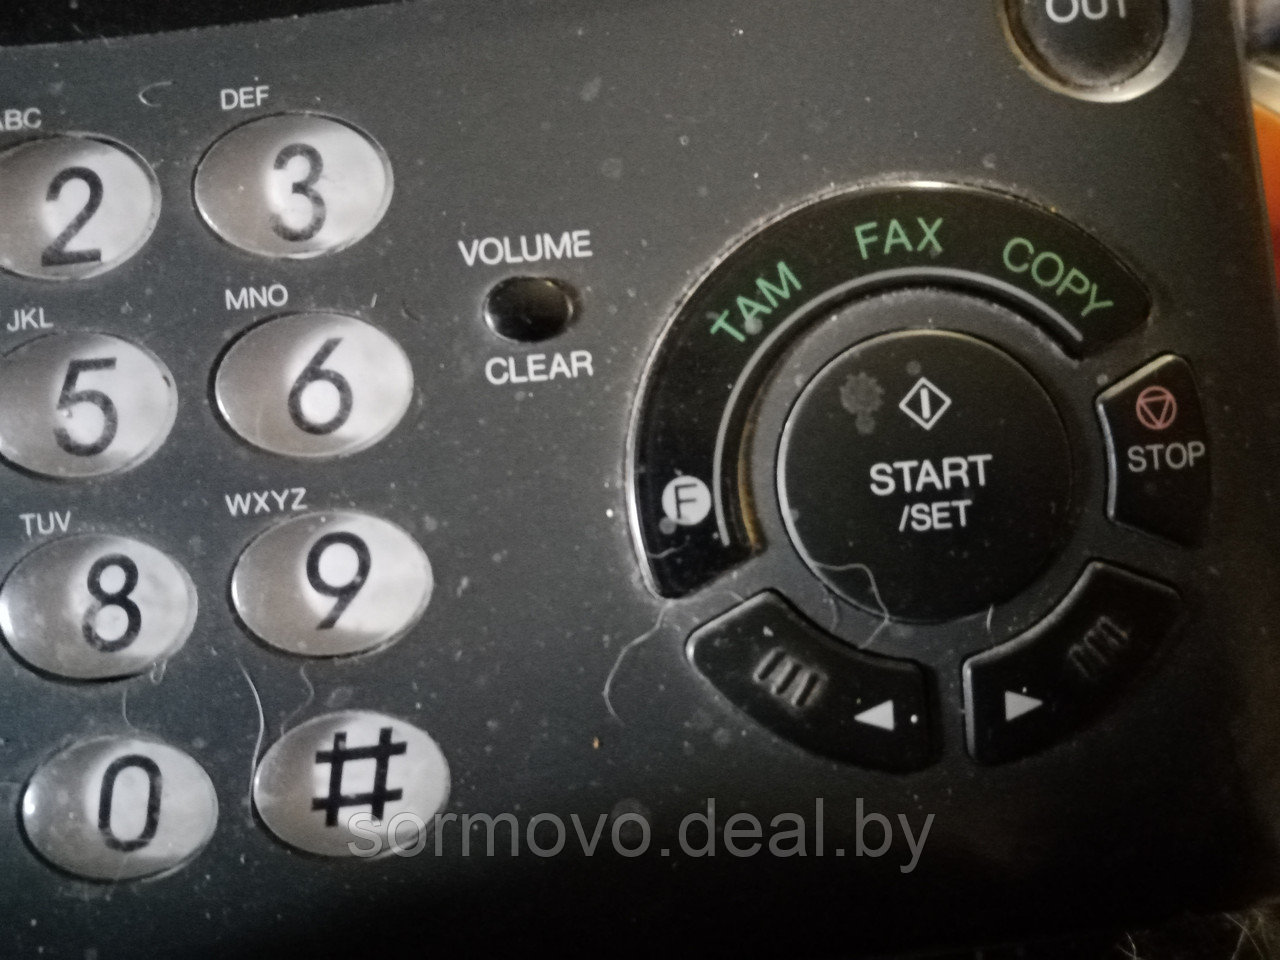 OUT
ABC
DEF
2
3
VOLUME
CLEAR
JKL
MNO
5
6
TUV
WXYZ
8
9
0
#
TAM FAX COPY
F
START
/SET
STOP
sormovo.deal.by